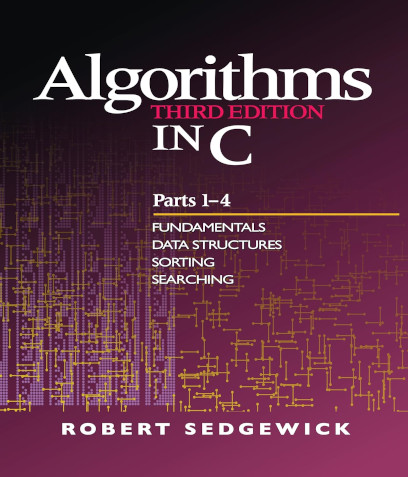 Algorithms
THIRD EDITION
IN C
Parts 1–4
FUNDAMENTALS
DATA STRUCTURES
SORTING
SEARCHING
ROBERT SEDGEWICK